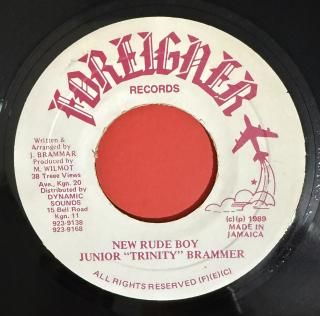 FOREIGNER
RECORDS
Written &
Arranged by
J. BRAMMAR
Produced by
M. WILMOT
38 Treee Views
Ave., Kgn. 20
Distributed by
DYNAMIC
SOUNDS
15 Bell Road
Kgn. 11
923-9138
923-9168
(c)(p) 1989
MADE IN
JAMAICA
NEW RUDE BOY
JUNIOR "TRINITY" BRAMMER
ALL RIGHTS RESERVED (F)(E)(C)